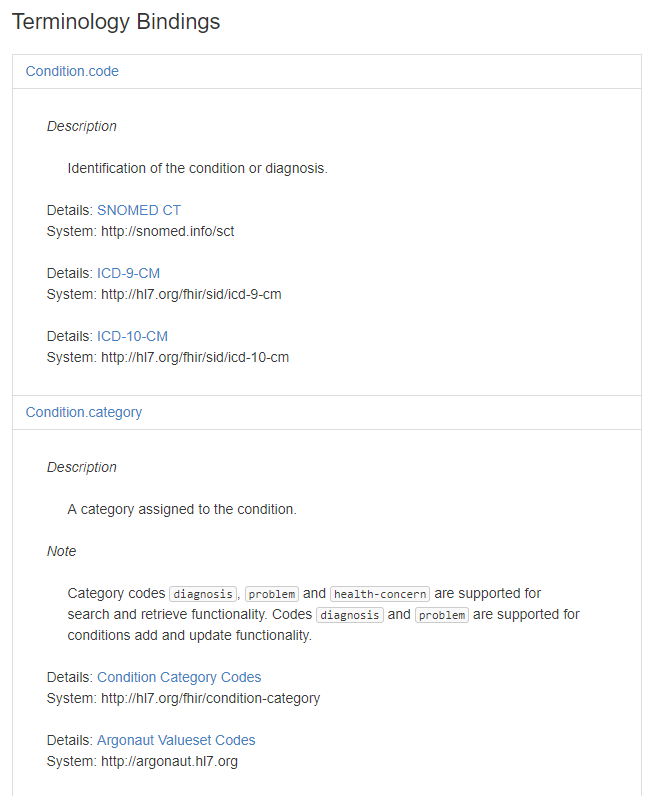 Terminology Bindings
Condition.code
Description
Identification of the condition or diagnosis.
Details: SNOMED CT
System: http://snomed.info/sct
Details: ICD-9-CM
System: http://hl7.org/fhir/sid/icd-9-cm
Details: ICD-10-CM
System: http://hl7.org/fhir/sid/icd-10-cm
Condition.category
Description
A category assigned to the condition.
Note
Category codes diagnosis, problem and health-concern are supported for
search and retrieve functionality. Codes diagnosis and problem are supported for
conditions add and update functionality.
Details: Condition Category Codes
System: http://hl7.org/fhir/condition-category
Details: Argonaut Valueset Codes
System: http://argonaut.hl7.org